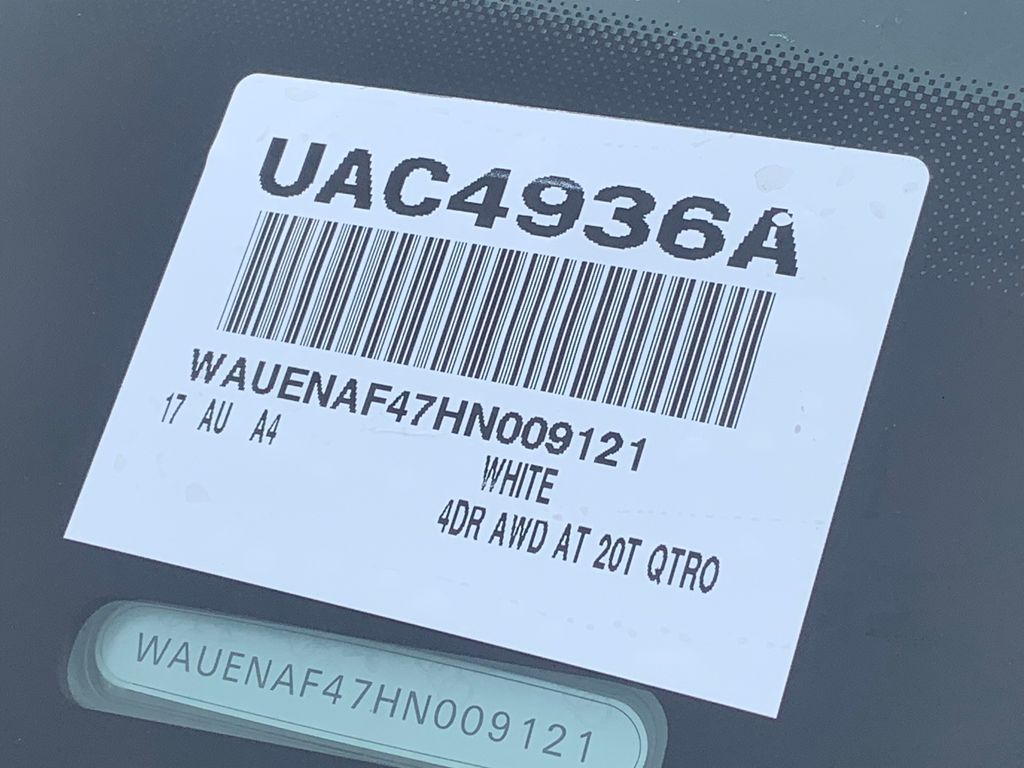 UAC4936A
WAUENAF47HN009121
17 AU A4
WHITE
4DR AWD AT 20T QTRO
WAUENAF47HN009121